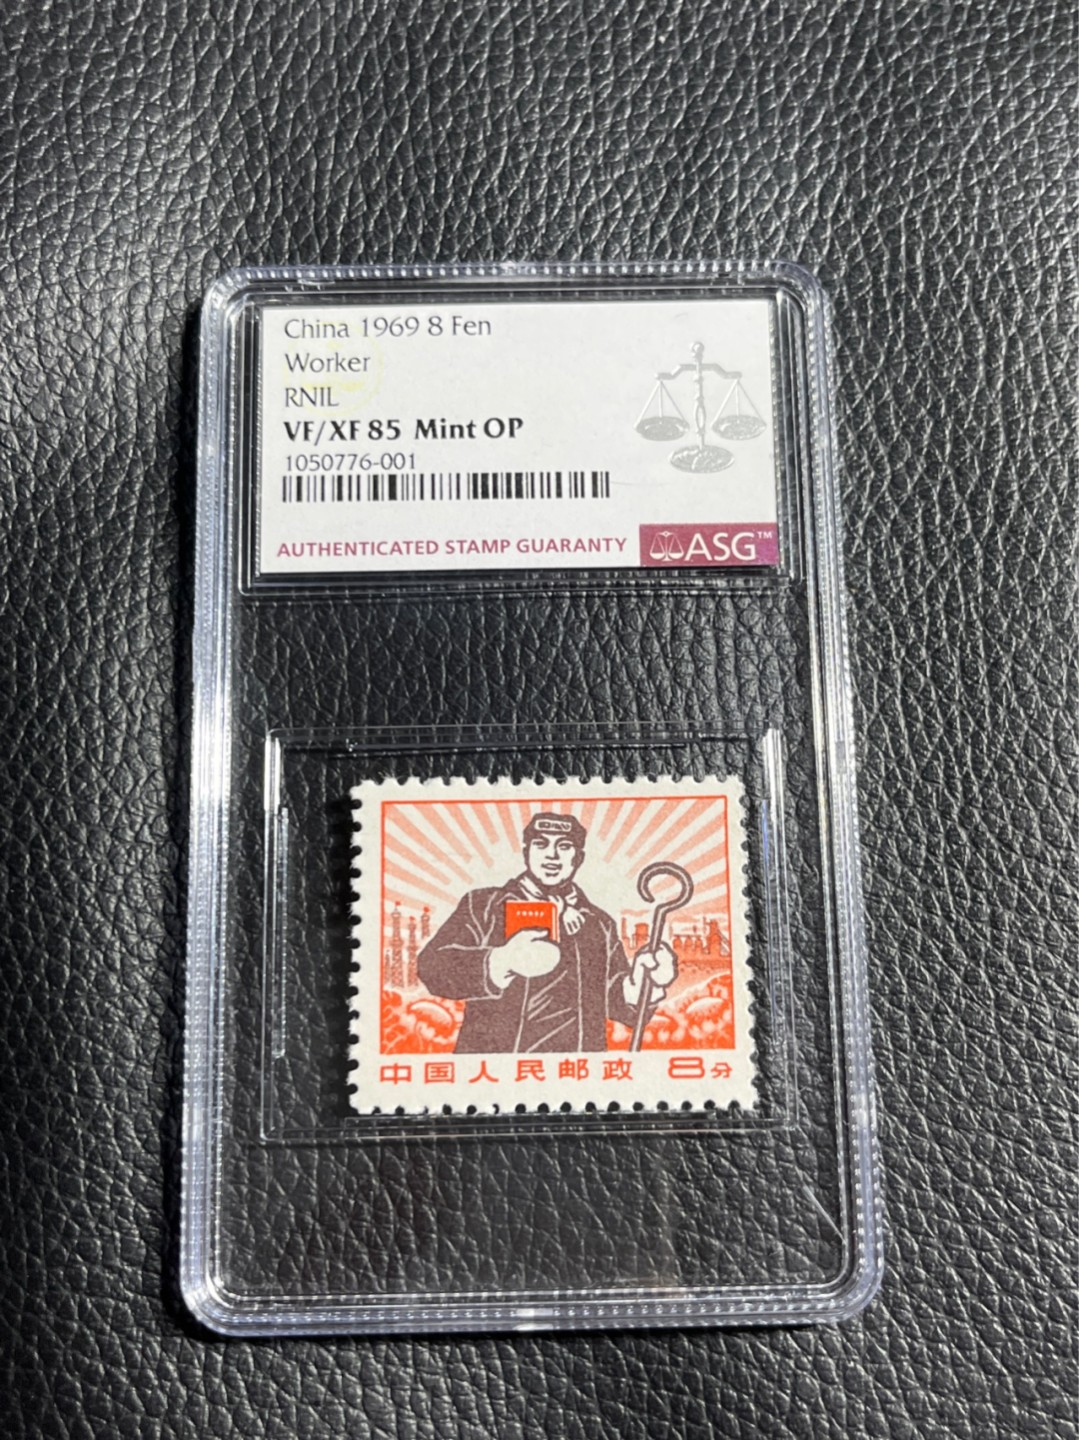 China 1969 8 Fen
Worker
RNIL
VF/XF 85 Mint OP
1050776-001
AUTHENTICATED STAMP GUARANTY ASG™
中国人民邮政 8分